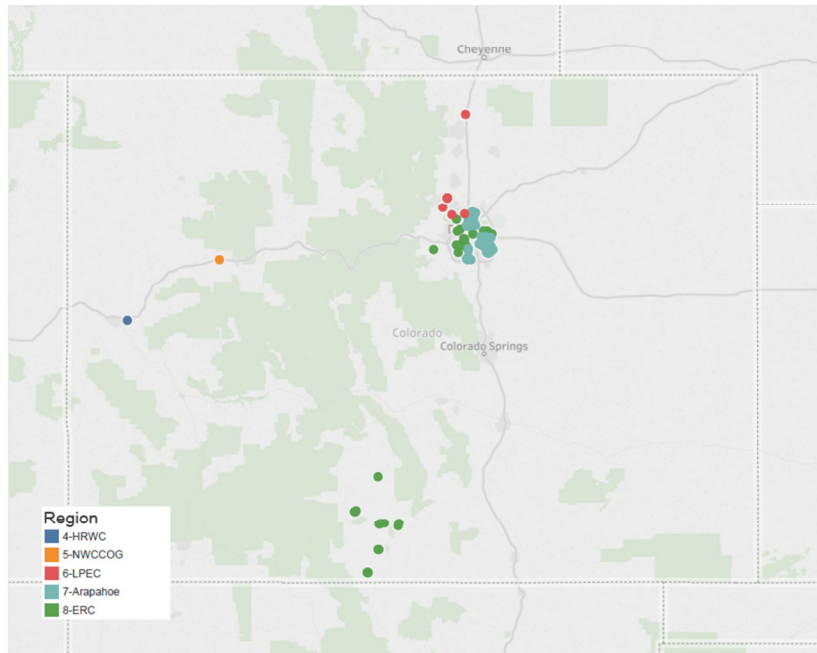 Cheyenne
Colorado
Colorado Springs
Region
4-HRWC
5-NWCCOG
6-LPEC
7-Arapahoe
8-ERC